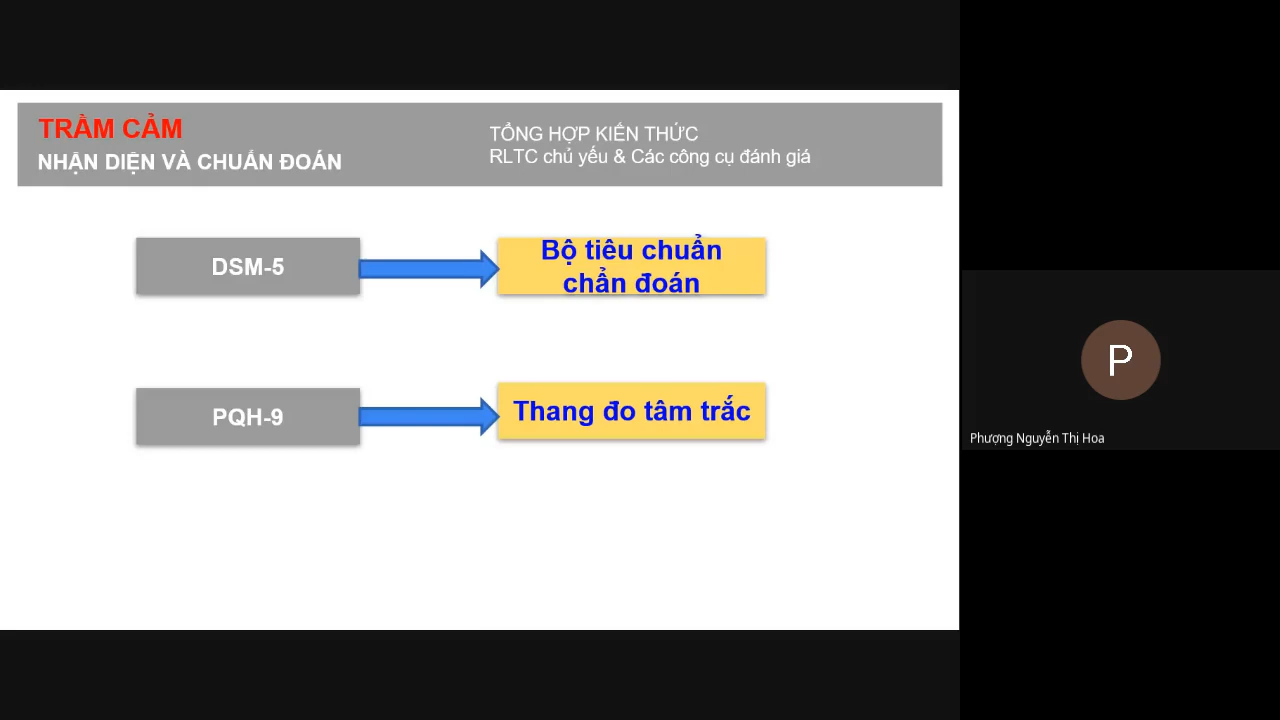 TRẦM CẢM
NHẬN DIỆN VÀ CHUẨN ĐOÁN
TỔNG HỢP KIẾN THỨC
RLTC chủ yếu & Các công cụ đánh giá
DSM-5
Bộ tiêu chuẩn
chẩn đoán
PQH-9
Thang đo tâm trắc
P
Phượng Nguyễn Thị Hoa